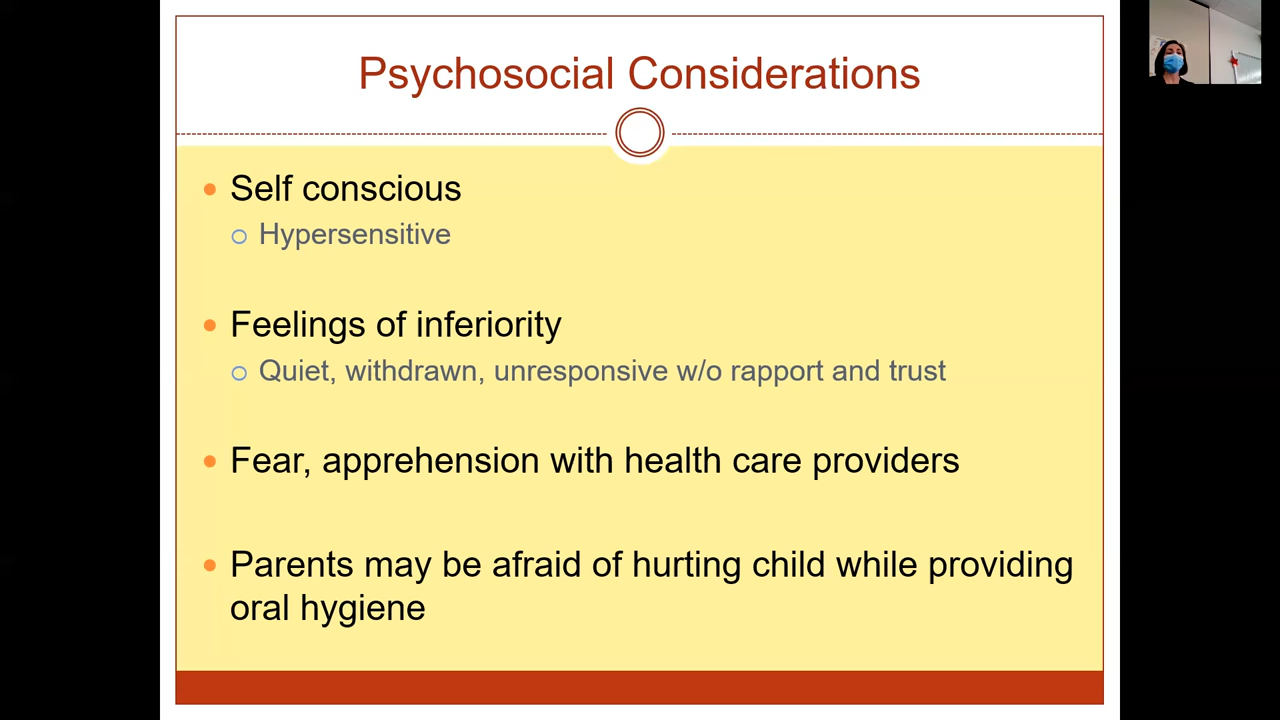 Psychosocial Considerations
Self conscious
Hypersensitive
Feelings of inferiority
Quiet, withdrawn, unresponsive w/o rapport and trust
Fear, apprehension with health care providers
Parents may be afraid of hurting child while providing
oral hygiene